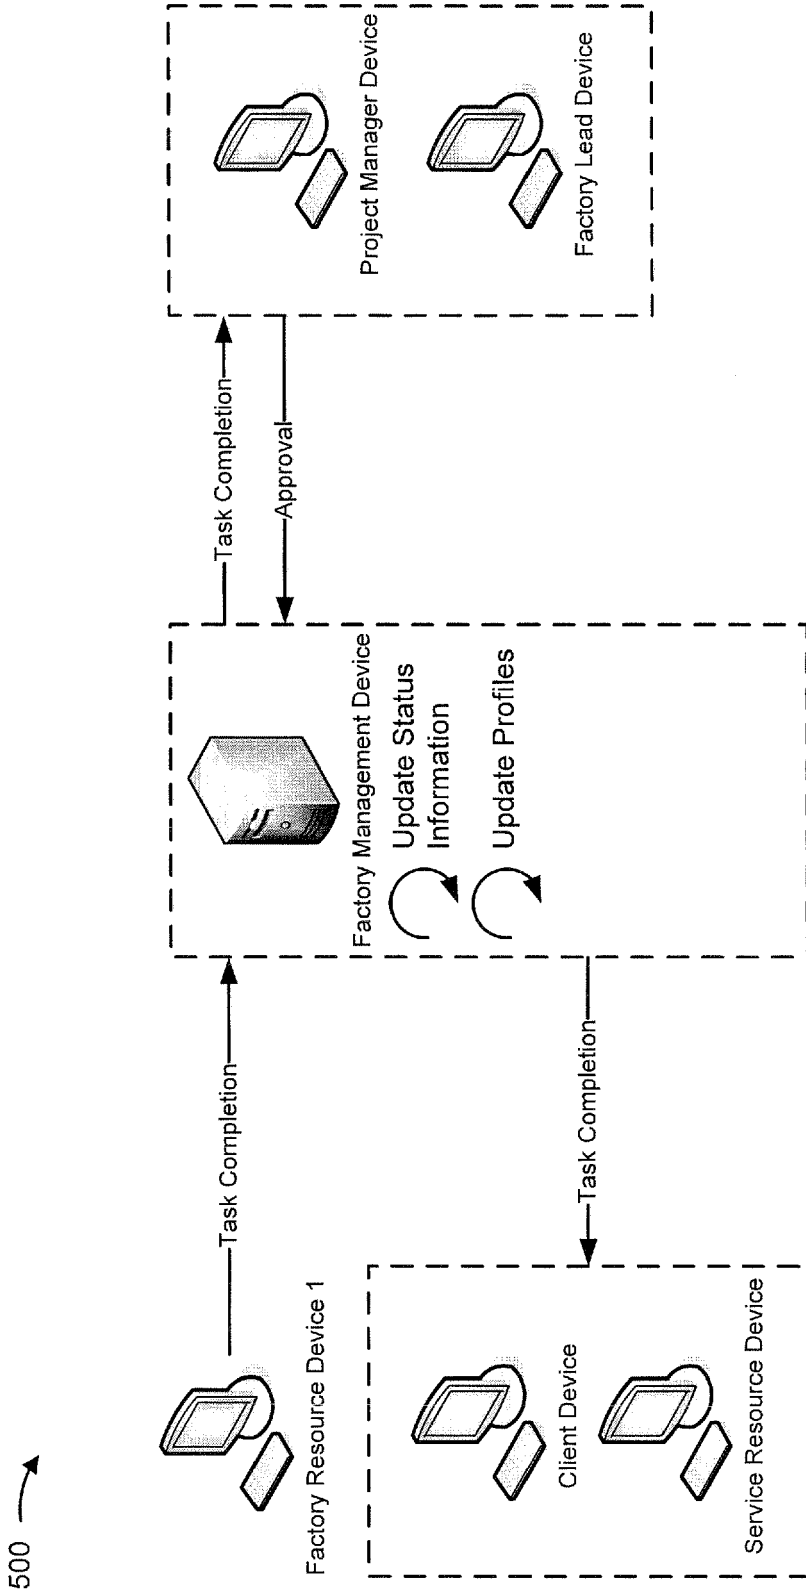 500
Factory Resource Device 1
Task Completion
Factory Management Device
Update Status
Information
Update Profiles
Task Completion
Approval
Project Manager Device
Factory Lead Device
Task Completion
Client Device
Service Resource Device